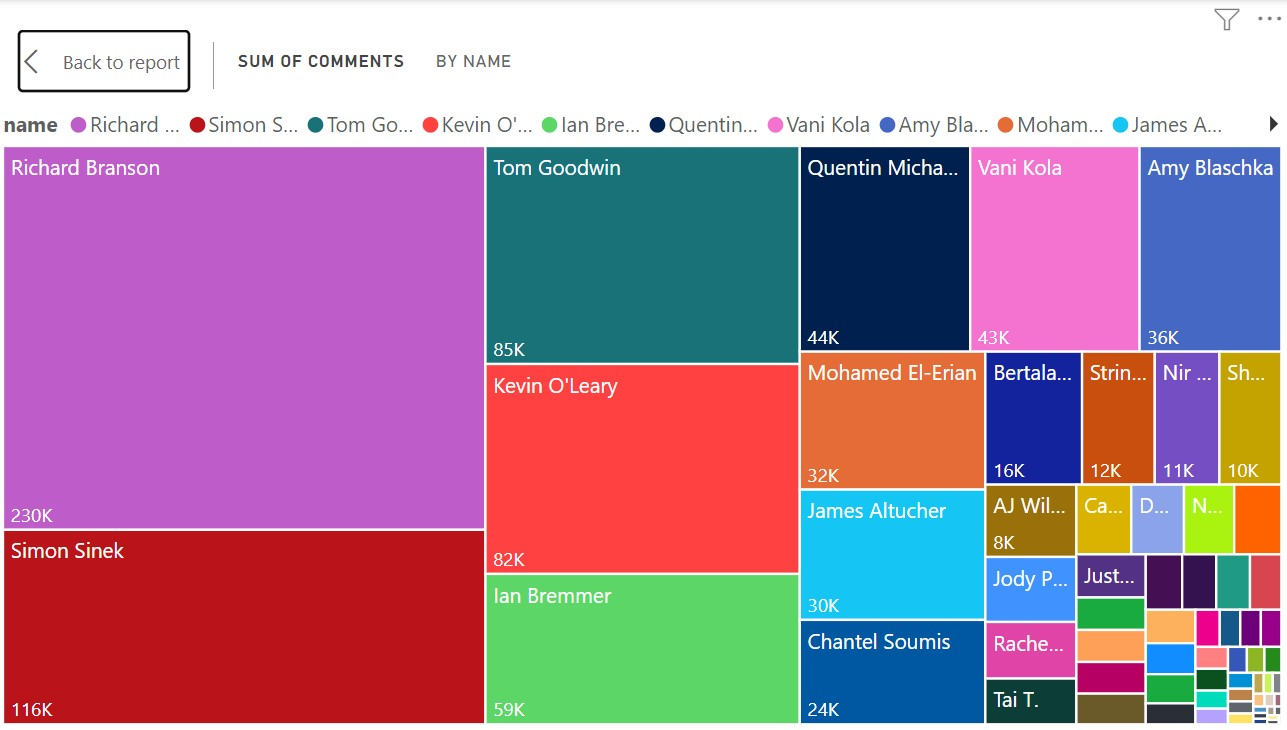 Back to report
SUM OF COMMENTS
BY NAME
name
Richard ...
Simon S...
Tom Go...
Kevin O'...
Ian Bre...
Quentin...
Vani Kola
Amy Bla...
Moham...
James A...
Richard Branson
230K
Simon Sinek
116K
Tom Goodwin
85K
Kevin O'Leary
82K
Ian Bremmer
59K
Quentin Micha...
44K
Vani Kola
43K
Amy Blaschka
36K
Mohamed El-Erian
32K
James Altucher
30K
Chantel Soumis
24K
Bertala...
16K
Strin...
12K
Nir ...
11K
Sh...
10K
AJ Wil...
8K
Ca...
D...
N...
Jody P...
Just...
Rache...
Tai T.